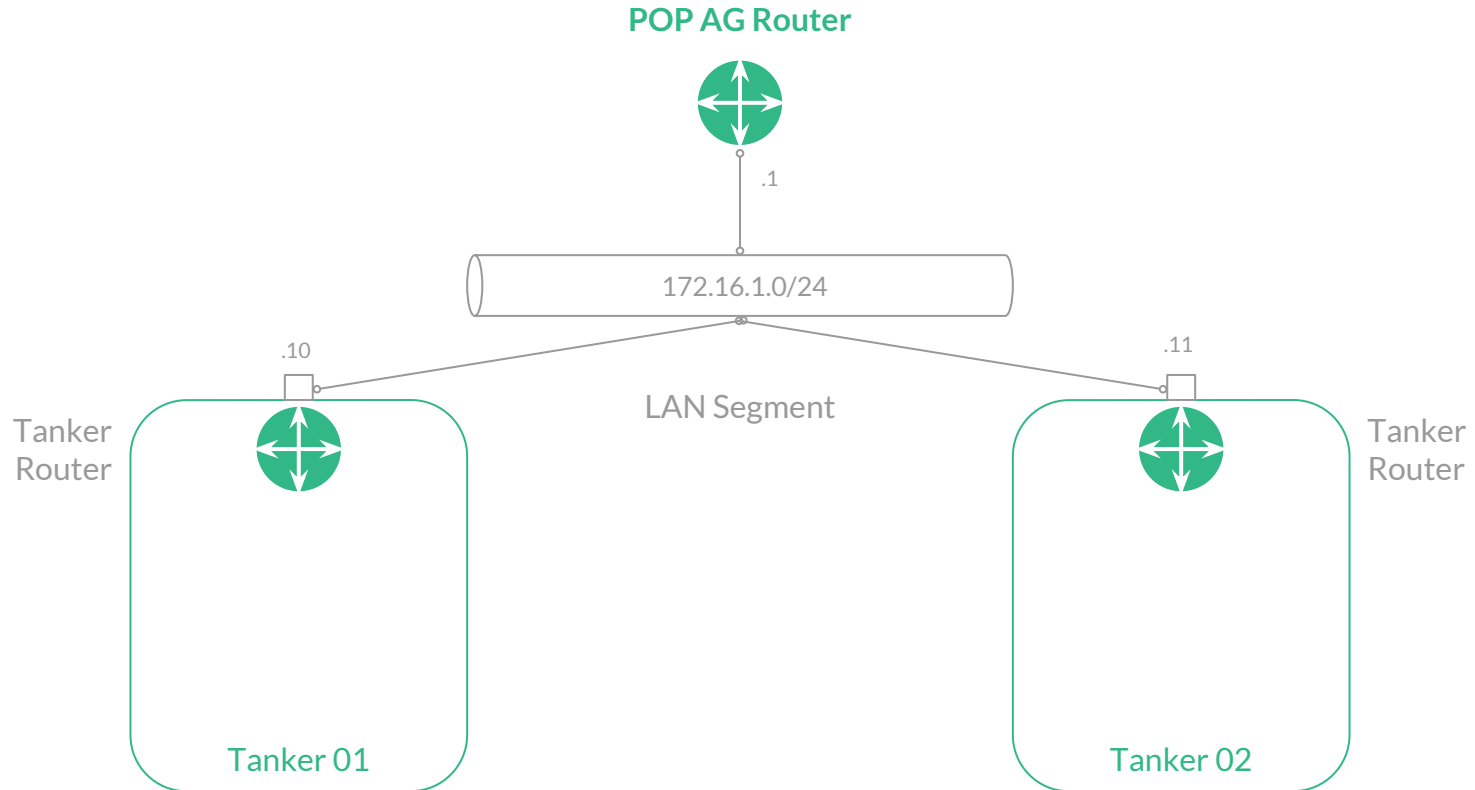 POP AG Router
.1
172.16.1.0/24
.10
.11
LAN Segment
Tanker
Router
Tanker
Router
Tanker 01
Tanker 02